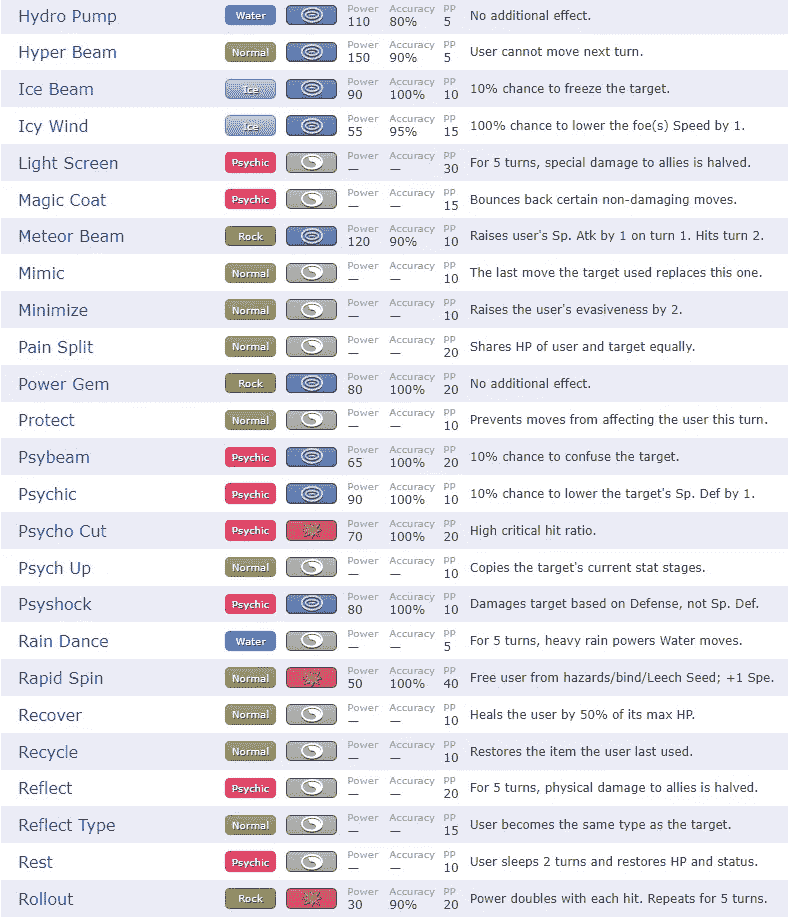 Hydro Pump Water Power 110 Accuracy 80% PP 5 No additional effect.
Hyper Beam Normal Power 150 Accuracy 90% PP 5 User cannot move next turn.
Ice Beam Ice Power 90 Accuracy 100% PP 10 10% chance to freeze the target.
Icy Wind Ice Power 55 Accuracy 95% PP 15 100% chance to lower the foe(s) Speed by 1.
Light Screen Psychic Power — Accuracy — PP 30 For 5 turns, special damage to allies is halved.
Magic Coat Psychic Power — Accuracy — PP 15 Bounces back certain non-damaging moves.
Meteor Beam Rock Power 120 Accuracy 90% PP 10 Raises user's Sp. Atk by 1 on turn 1. Hits turn 2.
Mimic Normal Power — Accuracy — PP 10 The last move the target used replaces this one.
Minimize Normal Power — Accuracy — PP 10 Raises the user's evasiveness by 2.
Pain Split Normal Power — Accuracy — PP 20 Shares HP of user and target equally.
Power Gem Rock Power 80 Accuracy 100% PP 20 No additional effect.
Protect Normal Power — Accuracy — PP 10 Prevents moves from affecting the user this turn.
Psybeam Psychic Power 65 Accuracy 100% PP 20 10% chance to confuse the target.
Psychic Psychic Power 90 Accuracy 100% PP 10 10% chance to lower the target's Sp. Def by 1.
Psycho Cut Psychic Power 70 Accuracy 100% PP 20 High critical hit ratio.
Psych Up Normal Power — Accuracy — PP 10 Copies the target's current stat stages.
Psyshock Psychic Power 80 Accuracy 100% PP 10 Damages target based on Defense, not Sp. Def.
Rain Dance Water Power — Accuracy — PP 5 For 5 turns, heavy rain powers Water moves.
Rapid Spin Normal Power 50 Accuracy 100% PP 40 Free user from hazards/bind/Leech Seed; +1 Spe.
Recover Normal Power — Accuracy — PP 10 Heals the user by 50% of its max HP.
Recycle Normal Power — Accuracy — PP 10 Restores the item the user last used.
Reflect Psychic Power — Accuracy — PP 20 For 5 turns, physical damage to allies is halved.
Reflect Type Normal Power — Accuracy — PP 15 User becomes the same type as the target.
Rest Psychic Power — Accuracy — PP 10 User sleeps 2 turns and restores HP and status.
Rollout Rock Power 30 Accuracy 90% PP 20 Power doubles with each hit. Repeats for 5 turns.